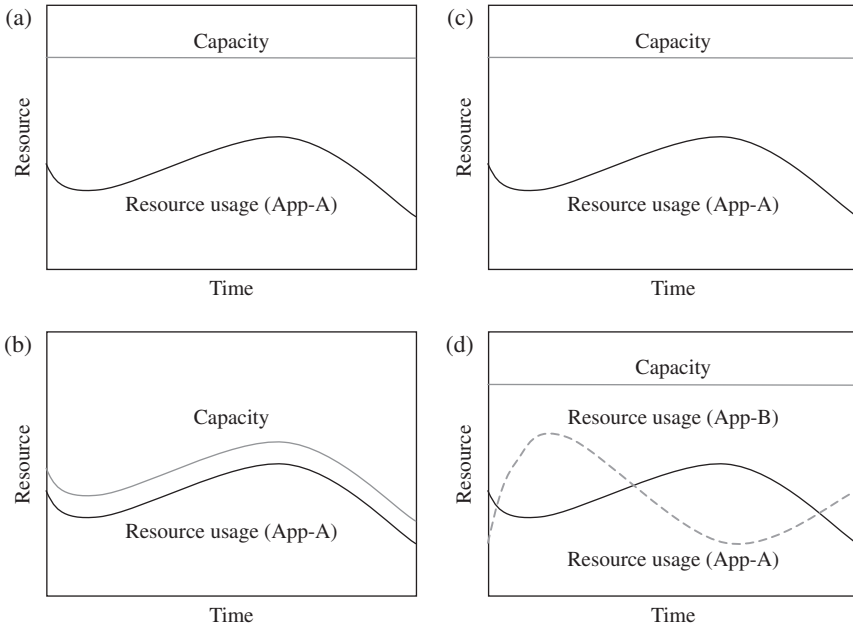 (a)
Capacity
Resource
Resource usage (App-A)
Time
(c)
Capacity
Resource
Resource usage (App-A)
Time
(b)
Capacity
Resource
Resource usage (App-A)
Time
(d)
Capacity
Resource usage (App-B)
Resource
Resource usage (App-A)
Time